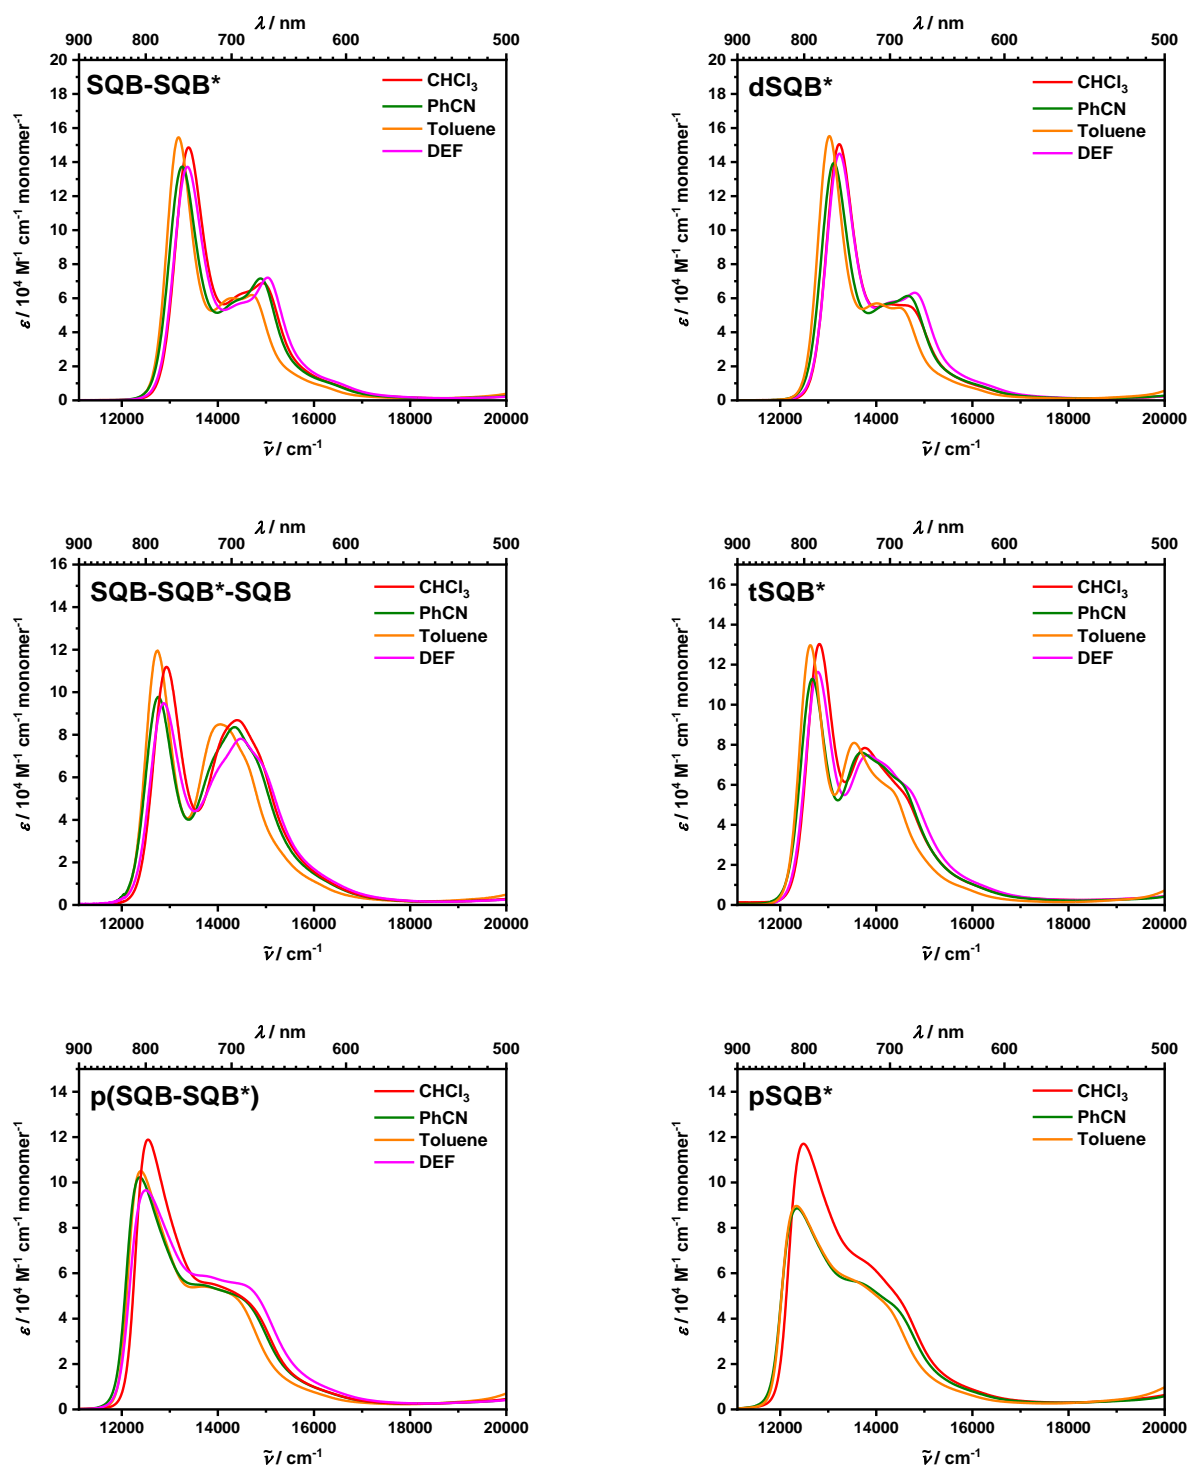 λ / nm
900 800 700 600 500
SQB-SQB*
CHCl₃
PhCN
Toluene
DEF
20
18
16
14
12
10
8
6
4
2
0
ε / 10⁴ M⁻¹ cm⁻¹ monomer⁻¹
12000 14000 16000 18000 20000
ṽ / cm⁻¹
λ / nm
900 800 700 600 500
dSQB*
CHCl₃
PhCN
Toluene
DEF
20
18
16
14
12
10
8
6
4
2
0
ε / 10⁴ M⁻¹ cm⁻¹ monomer⁻¹
12000 14000 16000 18000 20000
ṽ / cm⁻¹
λ / nm
900 800 700 600 500
SQB-SQB*-SQB
CHCl₃
PhCN
Toluene
DEF
16
14
12
10
8
6
4
2
0
ε / 10⁴ M⁻¹ cm⁻¹ monomer⁻¹
12000 14000 16000 18000 20000
ṽ / cm⁻¹
λ / nm
900 800 700 600 500
tSQB*
CHCl₃
PhCN
Toluene
DEF
16
14
12
10
8
6
4
2
0
ε / 10⁴ M⁻¹ cm⁻¹ monomer⁻¹
12000 14000 16000 18000 20000
ṽ / cm⁻¹
λ / nm
900 800 700 600 500
p(SQB-SQB*)
CHCl₃
PhCN
Toluene
DEF
14
12
10
8
6
4
2
0
ε / 10⁴ M⁻¹ cm⁻¹ monomer⁻¹
12000 14000 16000 18000 20000
ṽ / cm⁻¹
λ / nm
900 800 700 600 500
pSQB*
CHCl₃
PhCN
Toluene
14
12
10
8
6
4
2
0
ε / 10⁴ M⁻¹ cm⁻¹ monomer⁻¹
12000 14000 16000 18000 20000
ṽ / cm⁻¹